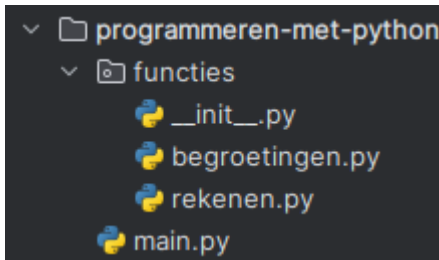 programmeren-met-python
functies
__init__.py
begroetingen.py
rekenen.py
main.py